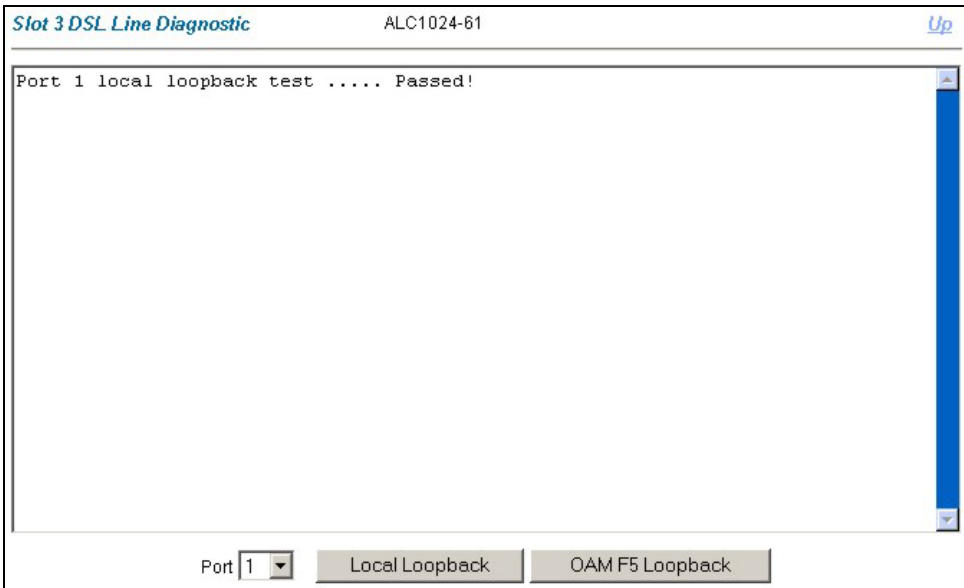 Slot 3 DSL Line Diagnostic ALC1024-61 Up
Port 1 local loopback test ..... Passed!
Port 1 Local Loopback OAM F5 Loopback